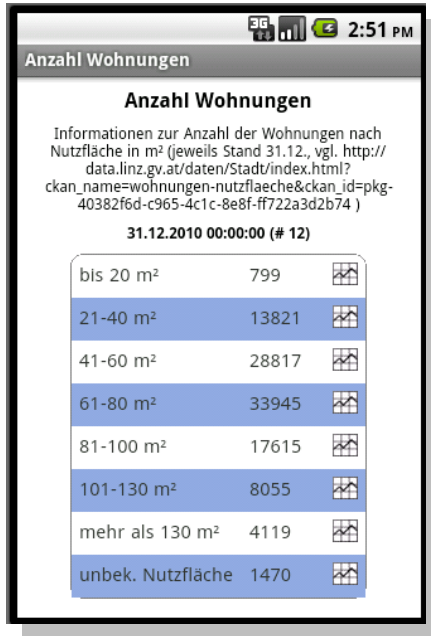 3G 2:51 PM
Anzahl Wohnungen
Anzahl Wohnungen
Informationen zur Anzahl der Wohnungen nach
Nutzfläche in m² (jeweils Stand 31.12., vgl. http://
data.linz.gv.at/daten/Stadt/index.html?
ckan_name=wohnungen-nutzflaeche&ckan_id=pkg-
40382f6d-c965-4c1c-8e8f-ff722a3d2b74 )
31.12.2010 00:00:00 (# 12)
bis 20 m² 799
21-40 m² 13821
41-60 m² 28817
61-80 m² 33945
81-100 m² 17615
101-130 m² 8055
mehr als 130 m² 4119
unbek. Nutzfläche 1470